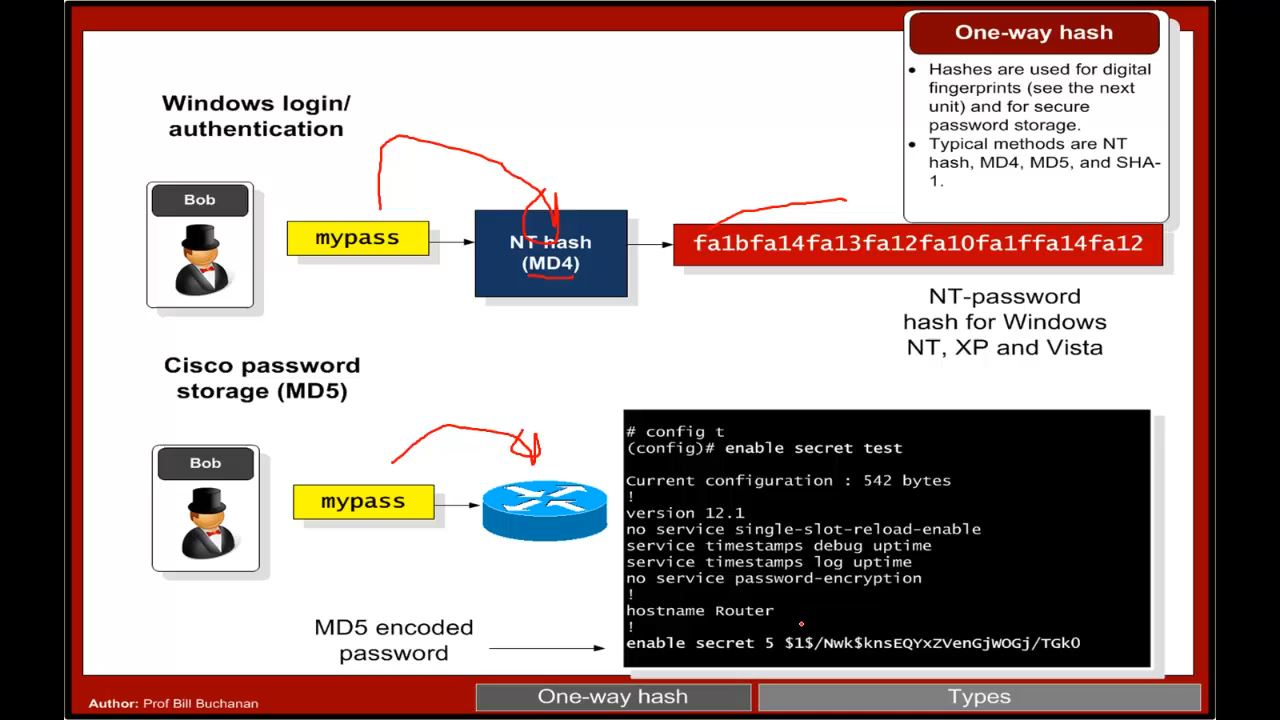 One-way hash
• Hashes are used for digital
fingerprints (see the next
unit) and for secure
password storage.
• Typical methods are NT
hash, MD4, MD5, and SHA-
1.
Windows login/
authentication
Bob
mypass
NT hash
(MD4)
fa1bfa14fa13fa12fa10fa1ffa14fa12
NT-password
hash for Windows
NT, XP and Vista
Cisco password
storage (MD5)
Bob
mypass
# config t
(config)# enable secret test
Current configuration : 542 bytes
!
version 12.1
no service single-slot-reload-enable
service timestamps debug uptime
service timestamps log uptime
no service password-encryption
!
hostname Router
!
enable secret 5 $1$/Nwk$knsEQYxZVenGjWOGj/TGk0
MD5 encoded
password
Author: Prof Bill Buchanan
One-way hash
Types